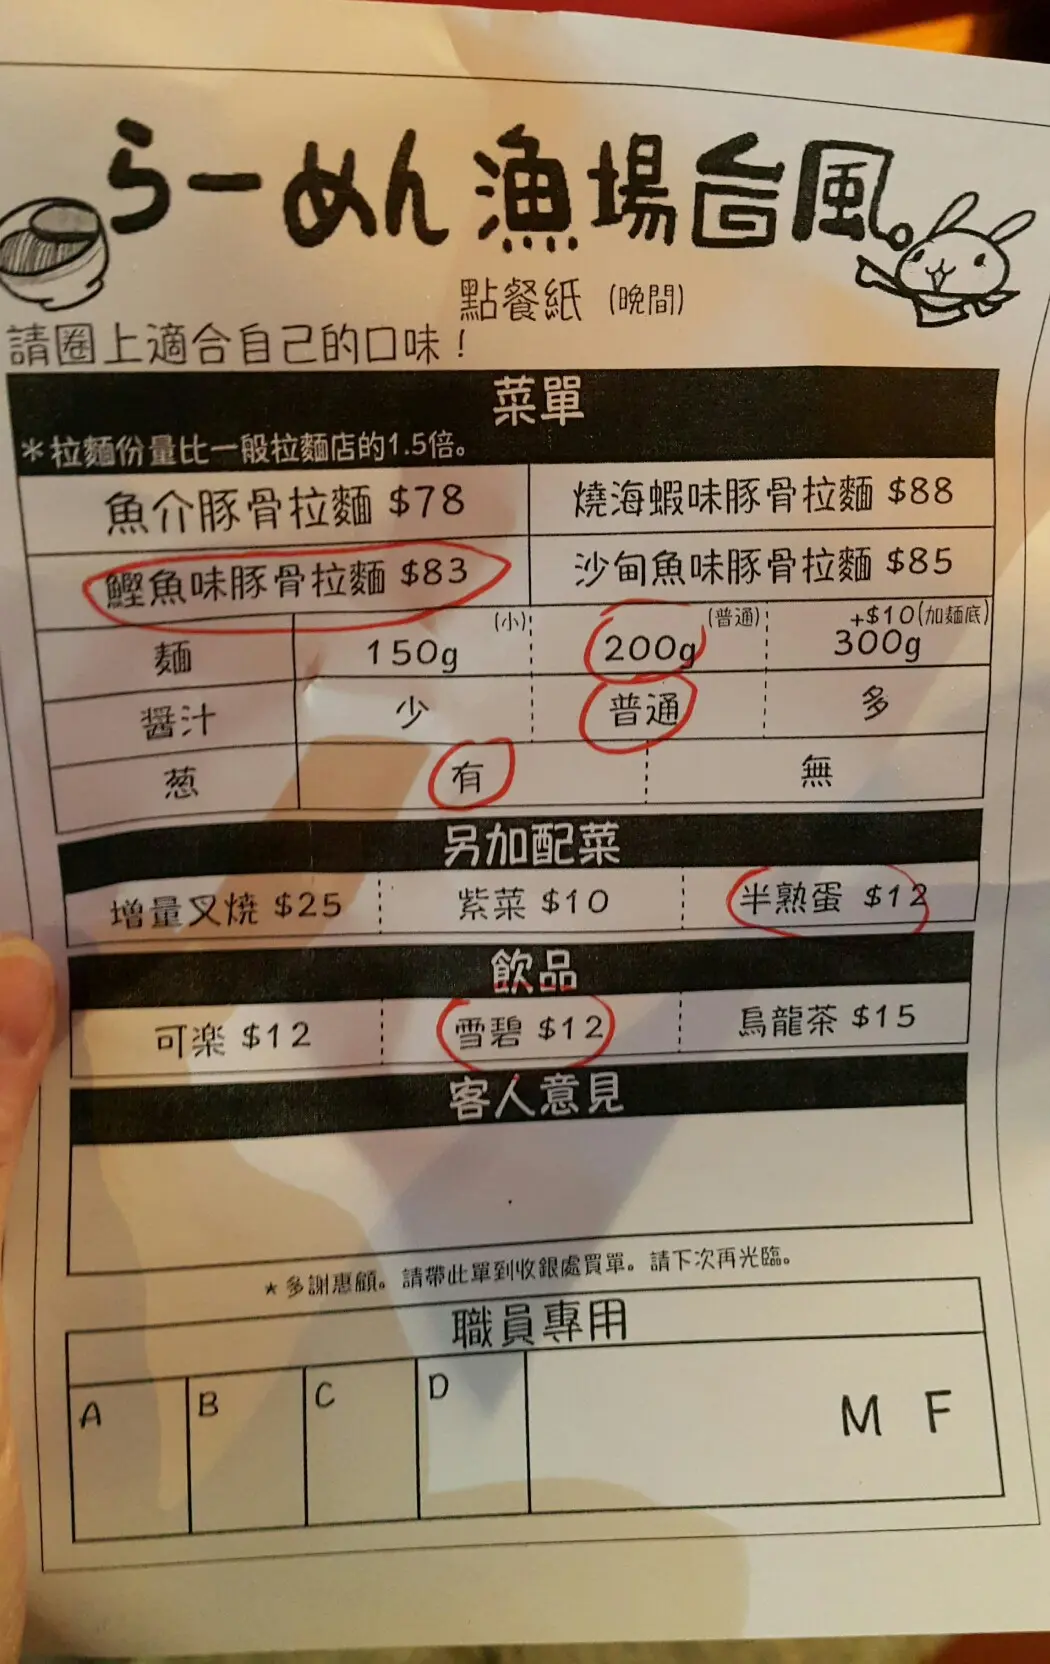 らーめん漁場台風。
點餐紙 (晚間)
請圈上適合自己的口味!
菜單
*拉麵份量比一般拉麵店的1.5倍。
魚介豚骨拉麵 $78 燒海蝦味豚骨拉麵 $88
鰹魚味豚骨拉麵 $83 沙甸魚味豚骨拉麵 $85
(小) (普通) +$10(加麵底)
麵 150g 200g 300g
醬汁 少 普通 多
葱 有 無
另加配菜
增量叉燒 $25 紫菜 $10 半熟蛋 $12
飲品
可楽 $12 雪碧 $12 烏龍茶 $15
客人意見
*多謝惠顧。請帶此單到收銀處買單。請下次再光臨。
職員專用
A B C D M F